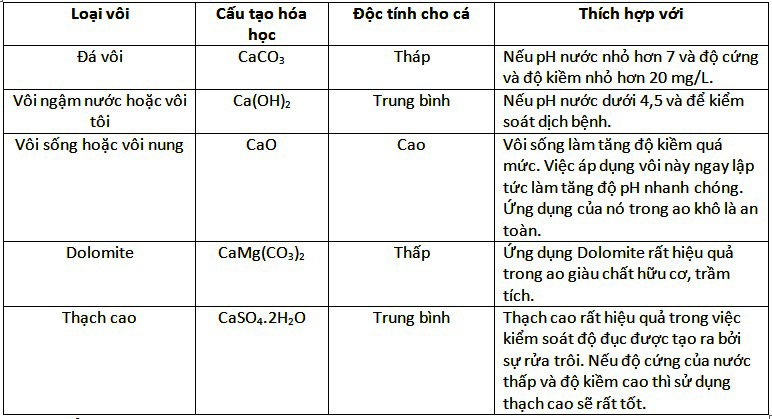 Loại vôi
Cấu tạo hóa
học
Độc tính cho cá
Thích hợp với
Đá vôi
CaCO₃
Tháp
Nếu pH nước nhỏ hơn 7 và độ cứng
và độ kiềm nhỏ hơn 20 mg/L.
Vôi ngậm nước hoặc vôi
tôi
Ca(OH)₂
Trung bình
Nếu pH nước dưới 4,5 và để kiểm
soát dịch bệnh.
Vôi sống hoặc vôi nung
CaO
Cao
Vôi sống làm tăng độ kiềm quá
mức. Việc áp dụng vôi này ngay lập
tức làm tăng độ pH nhanh chóng.
Ứng dụng của nó trong ao khô là an
toàn.
Dolomite
CaMg(CO₃)₂
Thấp
Ứng dụng Dolomite rất hiệu quả
trong ao giàu chất hữu cơ, trầm
tích.
Thạch cao
CaSO₄.2H₂O
Trung bình
Thạch cao rất hiệu quả trong việc
kiểm soát độ đục được tạo ra bởi
sự rửa trôi. Nếu độ cứng của nước
thấp và độ kiềm cao thì sử dụng
thạch cao sẽ rất tốt.